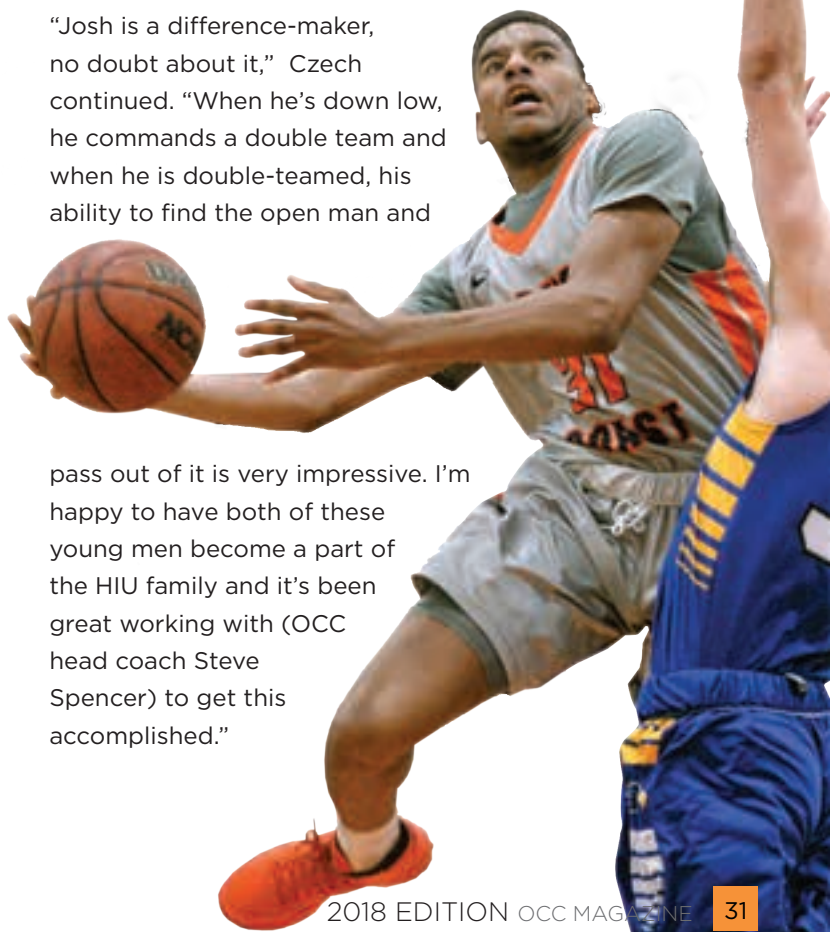 “Josh is a difference-maker,
no doubt about it,” Czech
continued. “When he’s down low,
he commands a double team and
when he is double-teamed, his
ability to find the open man and
pass out of it is very impressive. I’m
happy to have both of these
young men become a part of
the HIU family and it’s been
great working with (OCC
head coach Steve
Spencer) to get this
accomplished.”
2018 EDITION OCC MAGAZINE 31